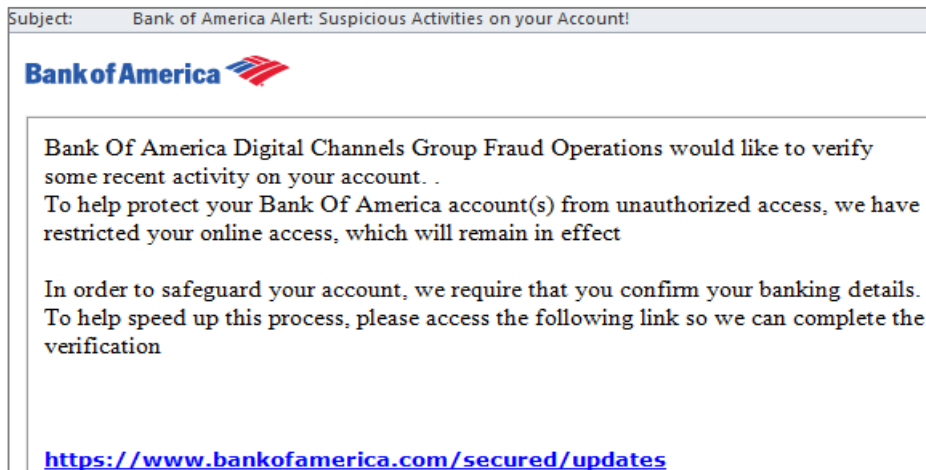 Subject: Bank of America Alert: Suspicious Activities on your Account!
Bank of America
Bank Of America Digital Channels Group Fraud Operations would like to verify
some recent activity on your account. .
To help protect your Bank Of America account(s) from unauthorized access, we have
restricted your online access, which will remain in effect
In order to safeguard your account, we require that you confirm your banking details.
To help speed up this process, please access the following link so we can complete the
verification
https://www.bankofamerica.com/secured/updates